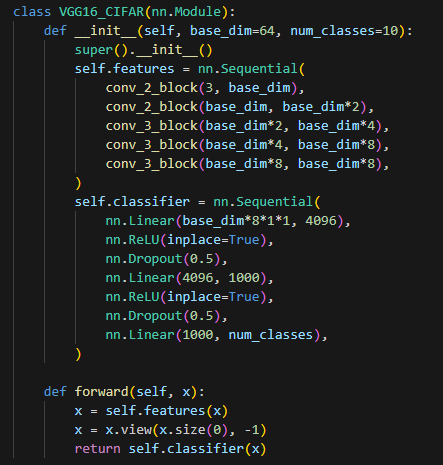 class VGG16_CIFAR(nn.Module):
    def __init__(self, base_dim=64, num_classes=10):
        super().__init__()
        self.features = nn.Sequential(
            conv_2_block(3, base_dim),
            conv_2_block(base_dim, base_dim*2),
            conv_3_block(base_dim*2, base_dim*4),
            conv_3_block(base_dim*4, base_dim*8),
            conv_3_block(base_dim*8, base_dim*8),
        )
        self.classifier = nn.Sequential(
            nn.Linear(base_dim*8*1*1, 4096),
            nn.ReLU(inplace=True),
            nn.Dropout(0.5),
            nn.Linear(4096, 1000),
            nn.ReLU(inplace=True),
            nn.Dropout(0.5),
            nn.Linear(1000, num_classes),
        )

    def forward(self, x):
        x = self.features(x)
        x = x.view(x.size(0), -1)
        return self.classifier(x)